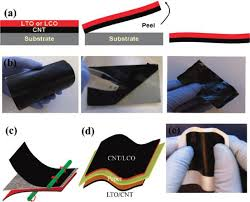 (a)
LTO or LCO
CNT
Substrate
Peel
Substrate
(b)
(c)
(d)
CNT/LCO
Paper
LTO/CNT
(e)